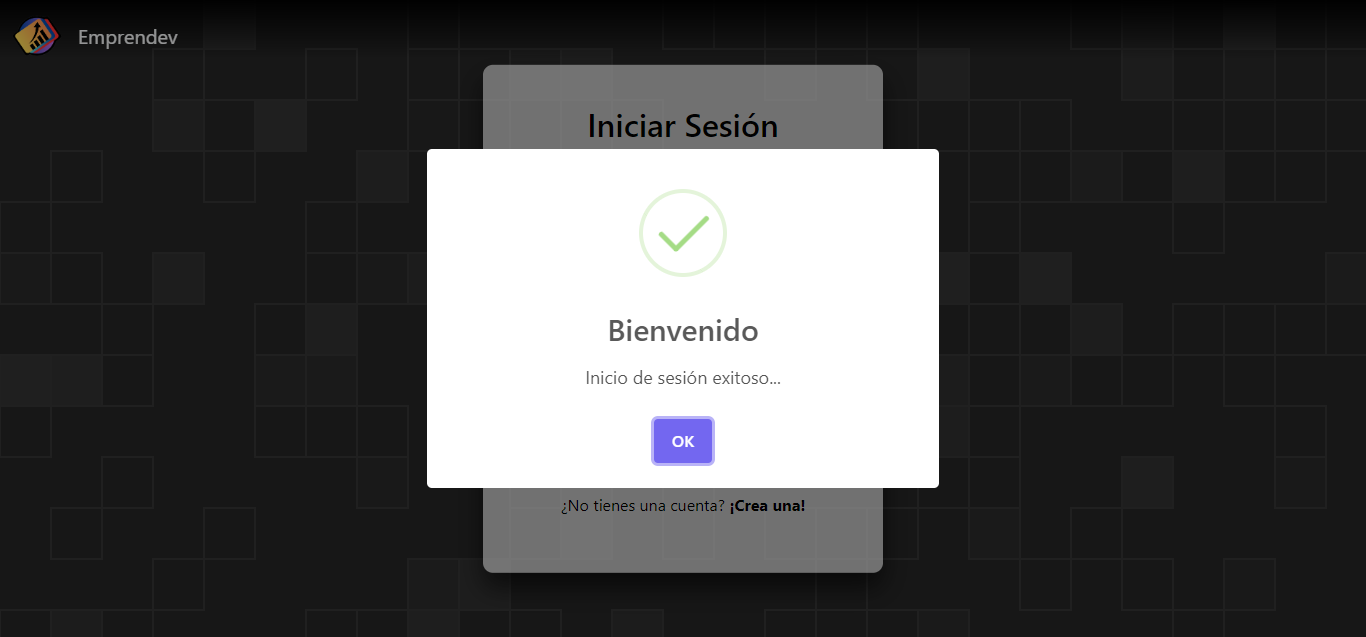 Emprendev
Iniciar Sesión
Bienvenido
Inicio de sesión exitoso...
OK
¿No tienes una cuenta? ¡Crea una!